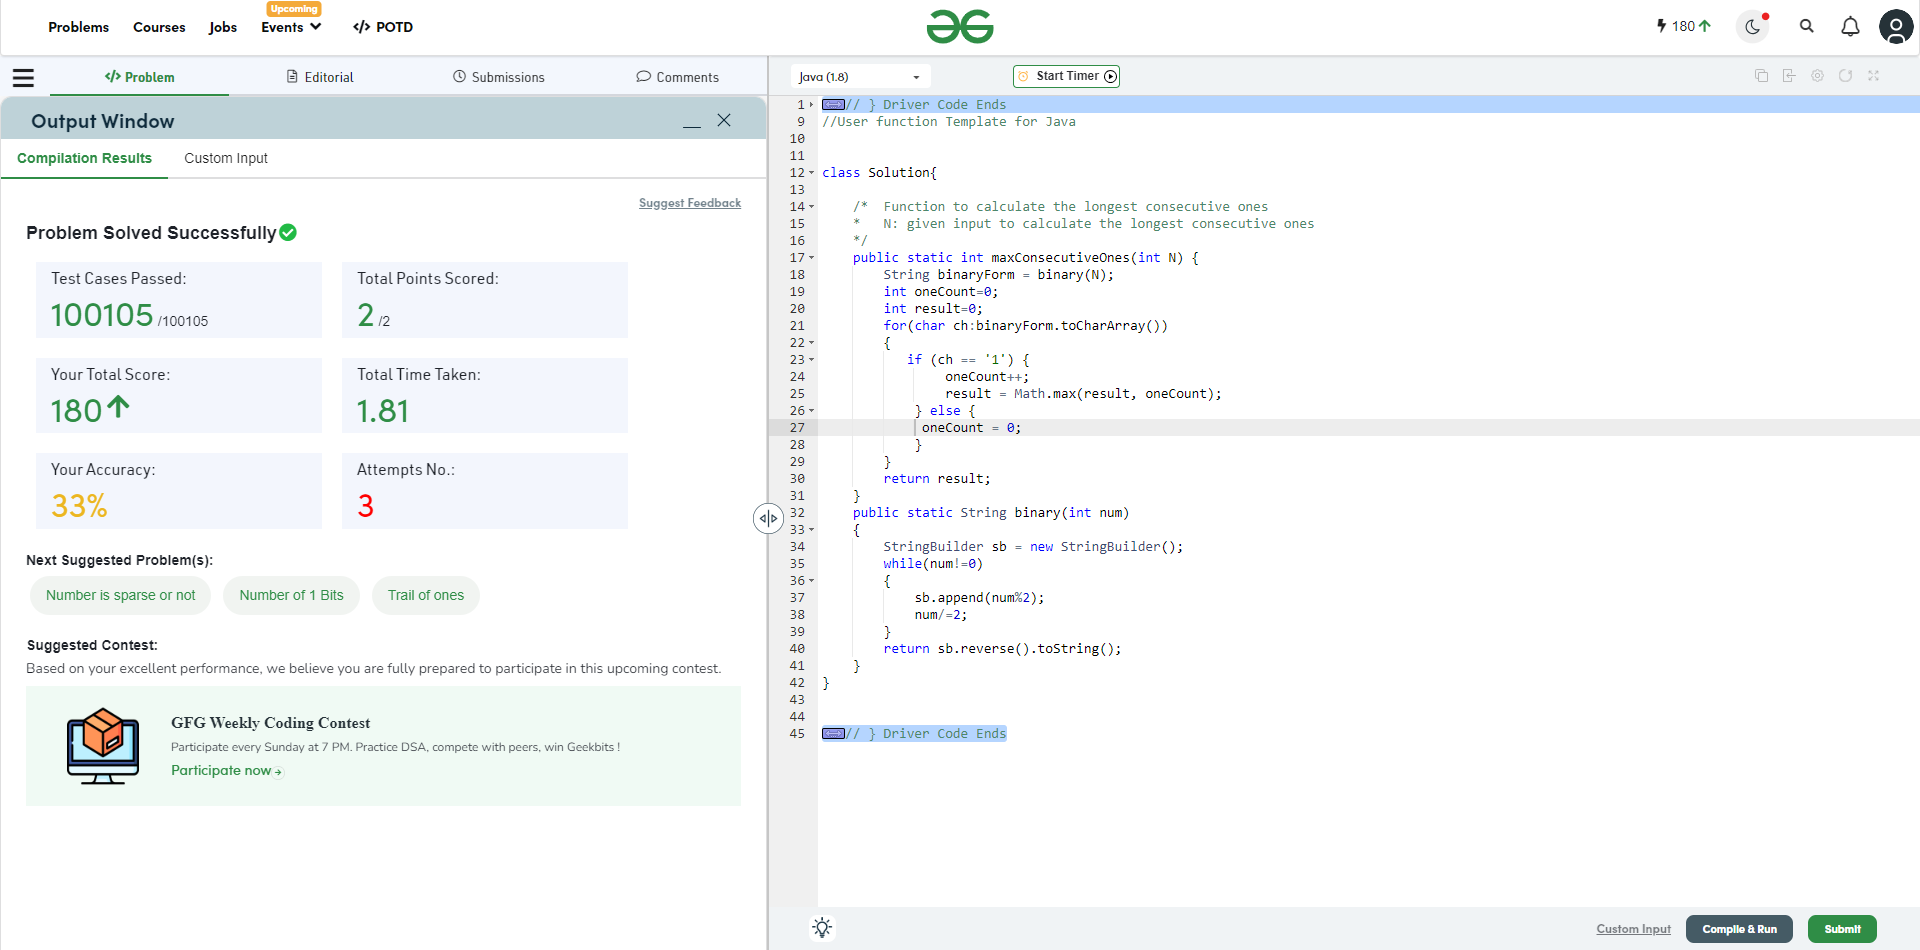 Upcoming
Problems Courses Jobs Events </> POTD 180
</> Problem Editorial Submissions Comments
Output Window
Compilation Results Custom Input
Suggest Feedback
Problem Solved Successfully
Test Cases Passed: Total Points Scored:
100105 /100105 2 /2
Your Total Score: Total Time Taken:
180 1.81
Your Accuracy: Attempts No.:
33% 3
Next Suggested Problem(s):
Number is sparse or not Number of 1 Bits Trail of ones
Suggested Contest:
Based on your excellent performance, we believe you are fully prepared to participate in this upcoming contest.
GFG Weekly Coding Contest
Participate every Sunday at 7 PM. Practice DSA, compete with peers, win Geekbits !
Participate now
Java (1.8) Start Timer
1 // } Driver Code Ends
9 //User function Template for Java
10
11
12 class Solution{
13
14 /*  Function to calculate the longest consecutive ones
15 *   N: given input to calculate the longest consecutive ones
16 */
17 public static int maxConsecutiveOnes(int N) {
18 String binaryForm = binary(N);
19 int oneCount=0;
20 int result=0;
21 for(char ch:binaryForm.toCharArray())
22 {
23 if (ch == '1') {
24 oneCount++;
25 result = Math.max(result, oneCount);
26 } else {
27 oneCount = 0;
28 }
29 }
30 return result;
31 }
32 public static String binary(int num)
33 {
34 StringBuilder sb = new StringBuilder();
35 while(num!=0)
36 {
37 sb.append(num%2);
38 num/=2;
39 }
40 return sb.reverse().toString();
41 }
42 }
43
44
45 // } Driver Code Ends
Custom Input Compile & Run Submit